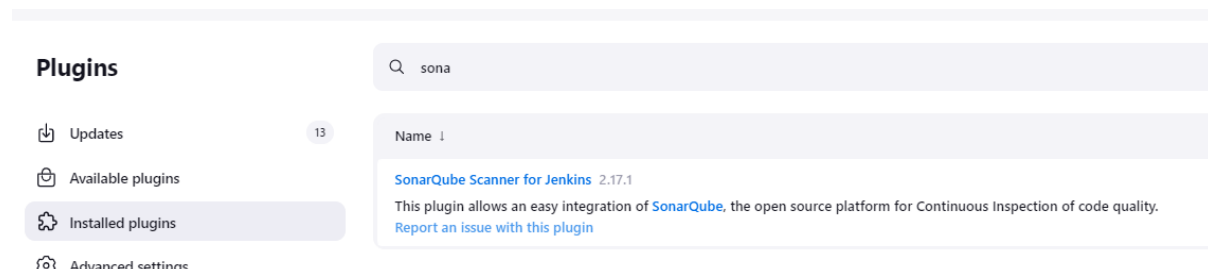 Plugins
sona
Updates 13
Available plugins
Installed plugins
Advanced settings
Name ↓
SonarQube Scanner for Jenkins 2.17.1
This plugin allows an easy integration of SonarQube, the open source platform for Continuous Inspection of code quality.
Report an issue with this plugin